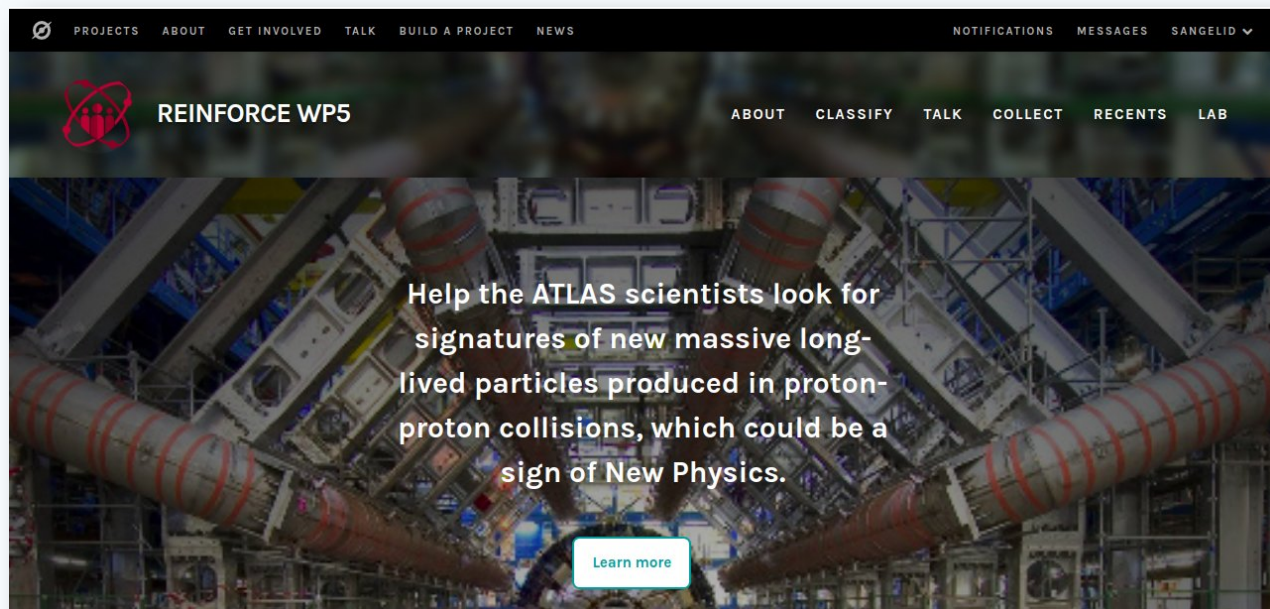 PROJECTS ABOUT GET INVOLVED TALK BUILD A PROJECT NEWS NOTIFICATIONS MESSAGES SANGELID
REINFORCE WP5 ABOUT CLASSIFY TALK COLLECT RECENTS LAB
Help the ATLAS scientists look for
signatures of new massive long-
lived particles produced in proton-
proton collisions, which could be a
sign of New Physics.
Learn more